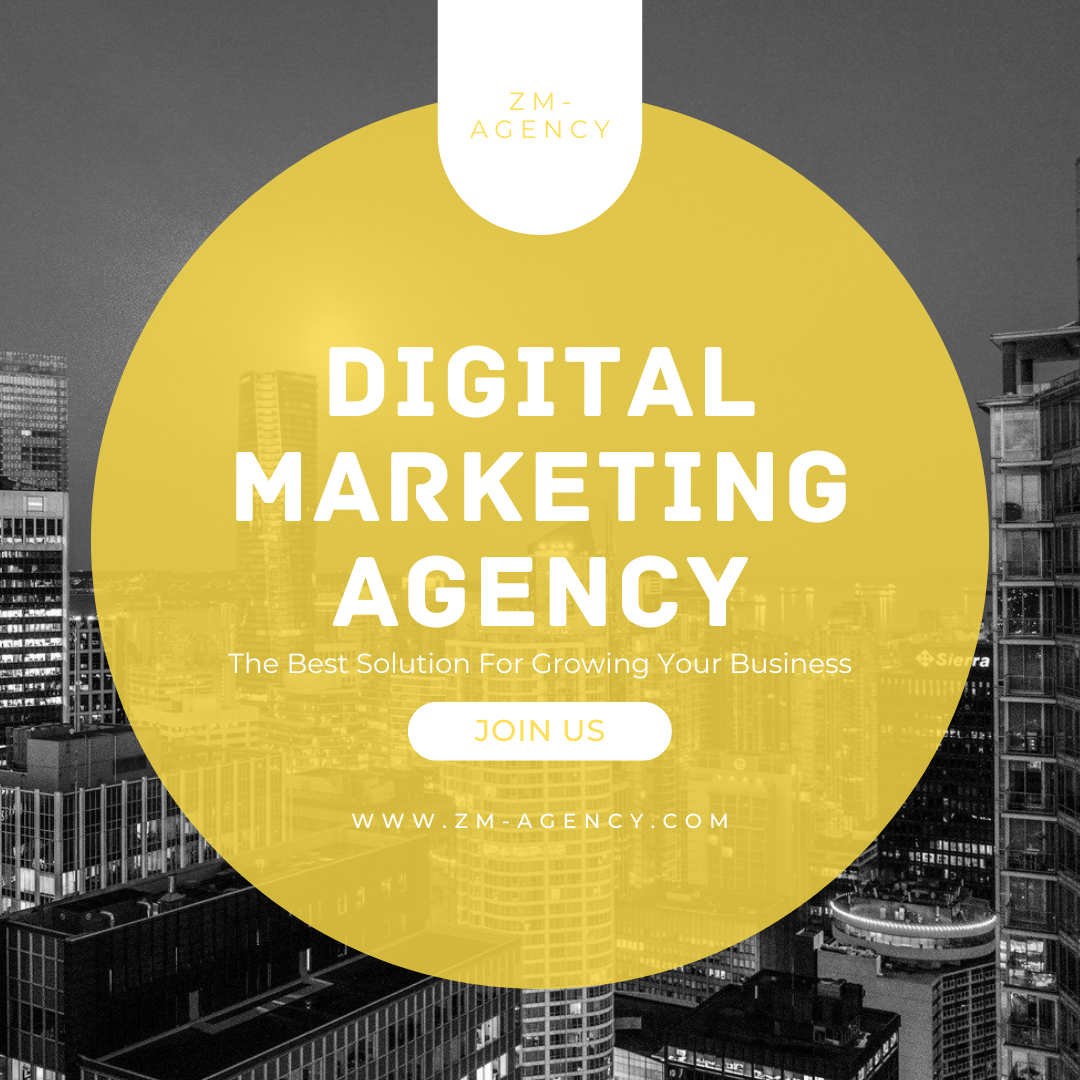 ZM-
AGENCY
DIGITAL
MARKETING
AGENCY
The Best Solution For Growing Your Business
Sierra
JOIN US
WWW.ZM-AGENCY.COM